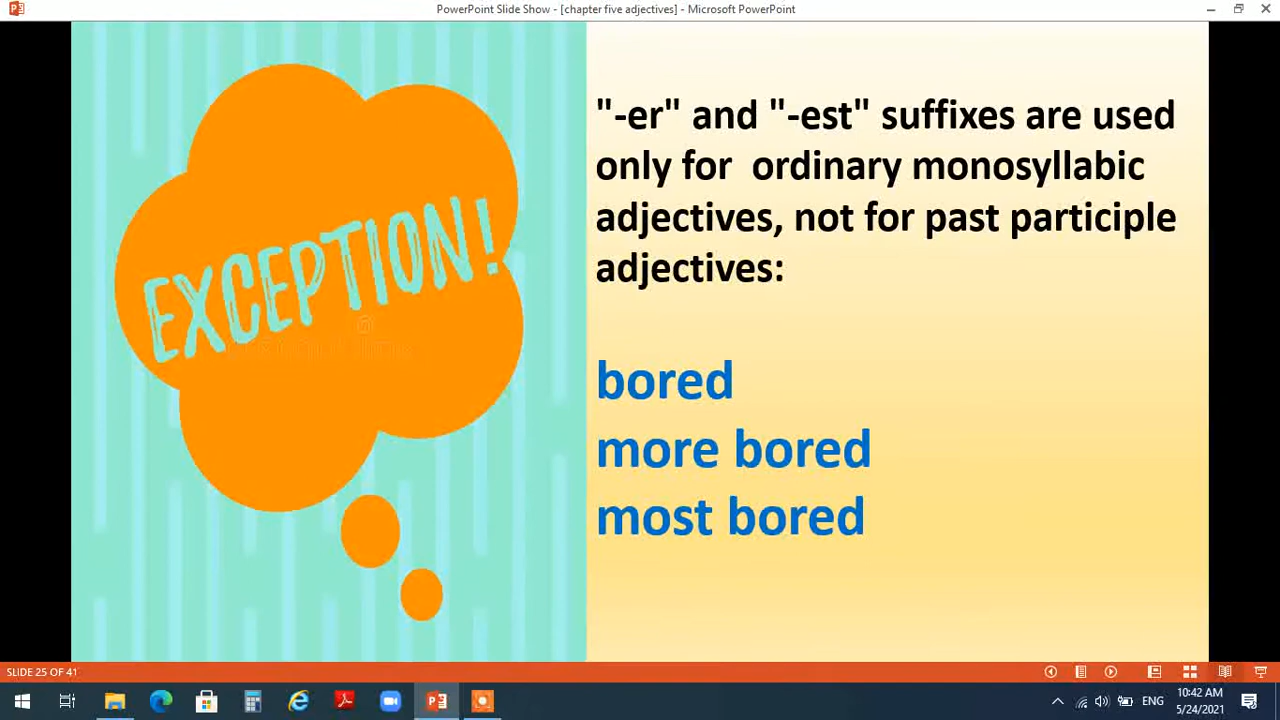 PowerPoint Slide Show - [chapter five adjectives] - Microsoft PowerPoint
EXCEPTION!
"-er" and "-est" suffixes are used
only for ordinary monosyllabic
adjectives, not for past participle
adjectives:
bored
more bored
most bored
SLIDE 25 OF 41
ENG
10:42 AM
5/24/2021